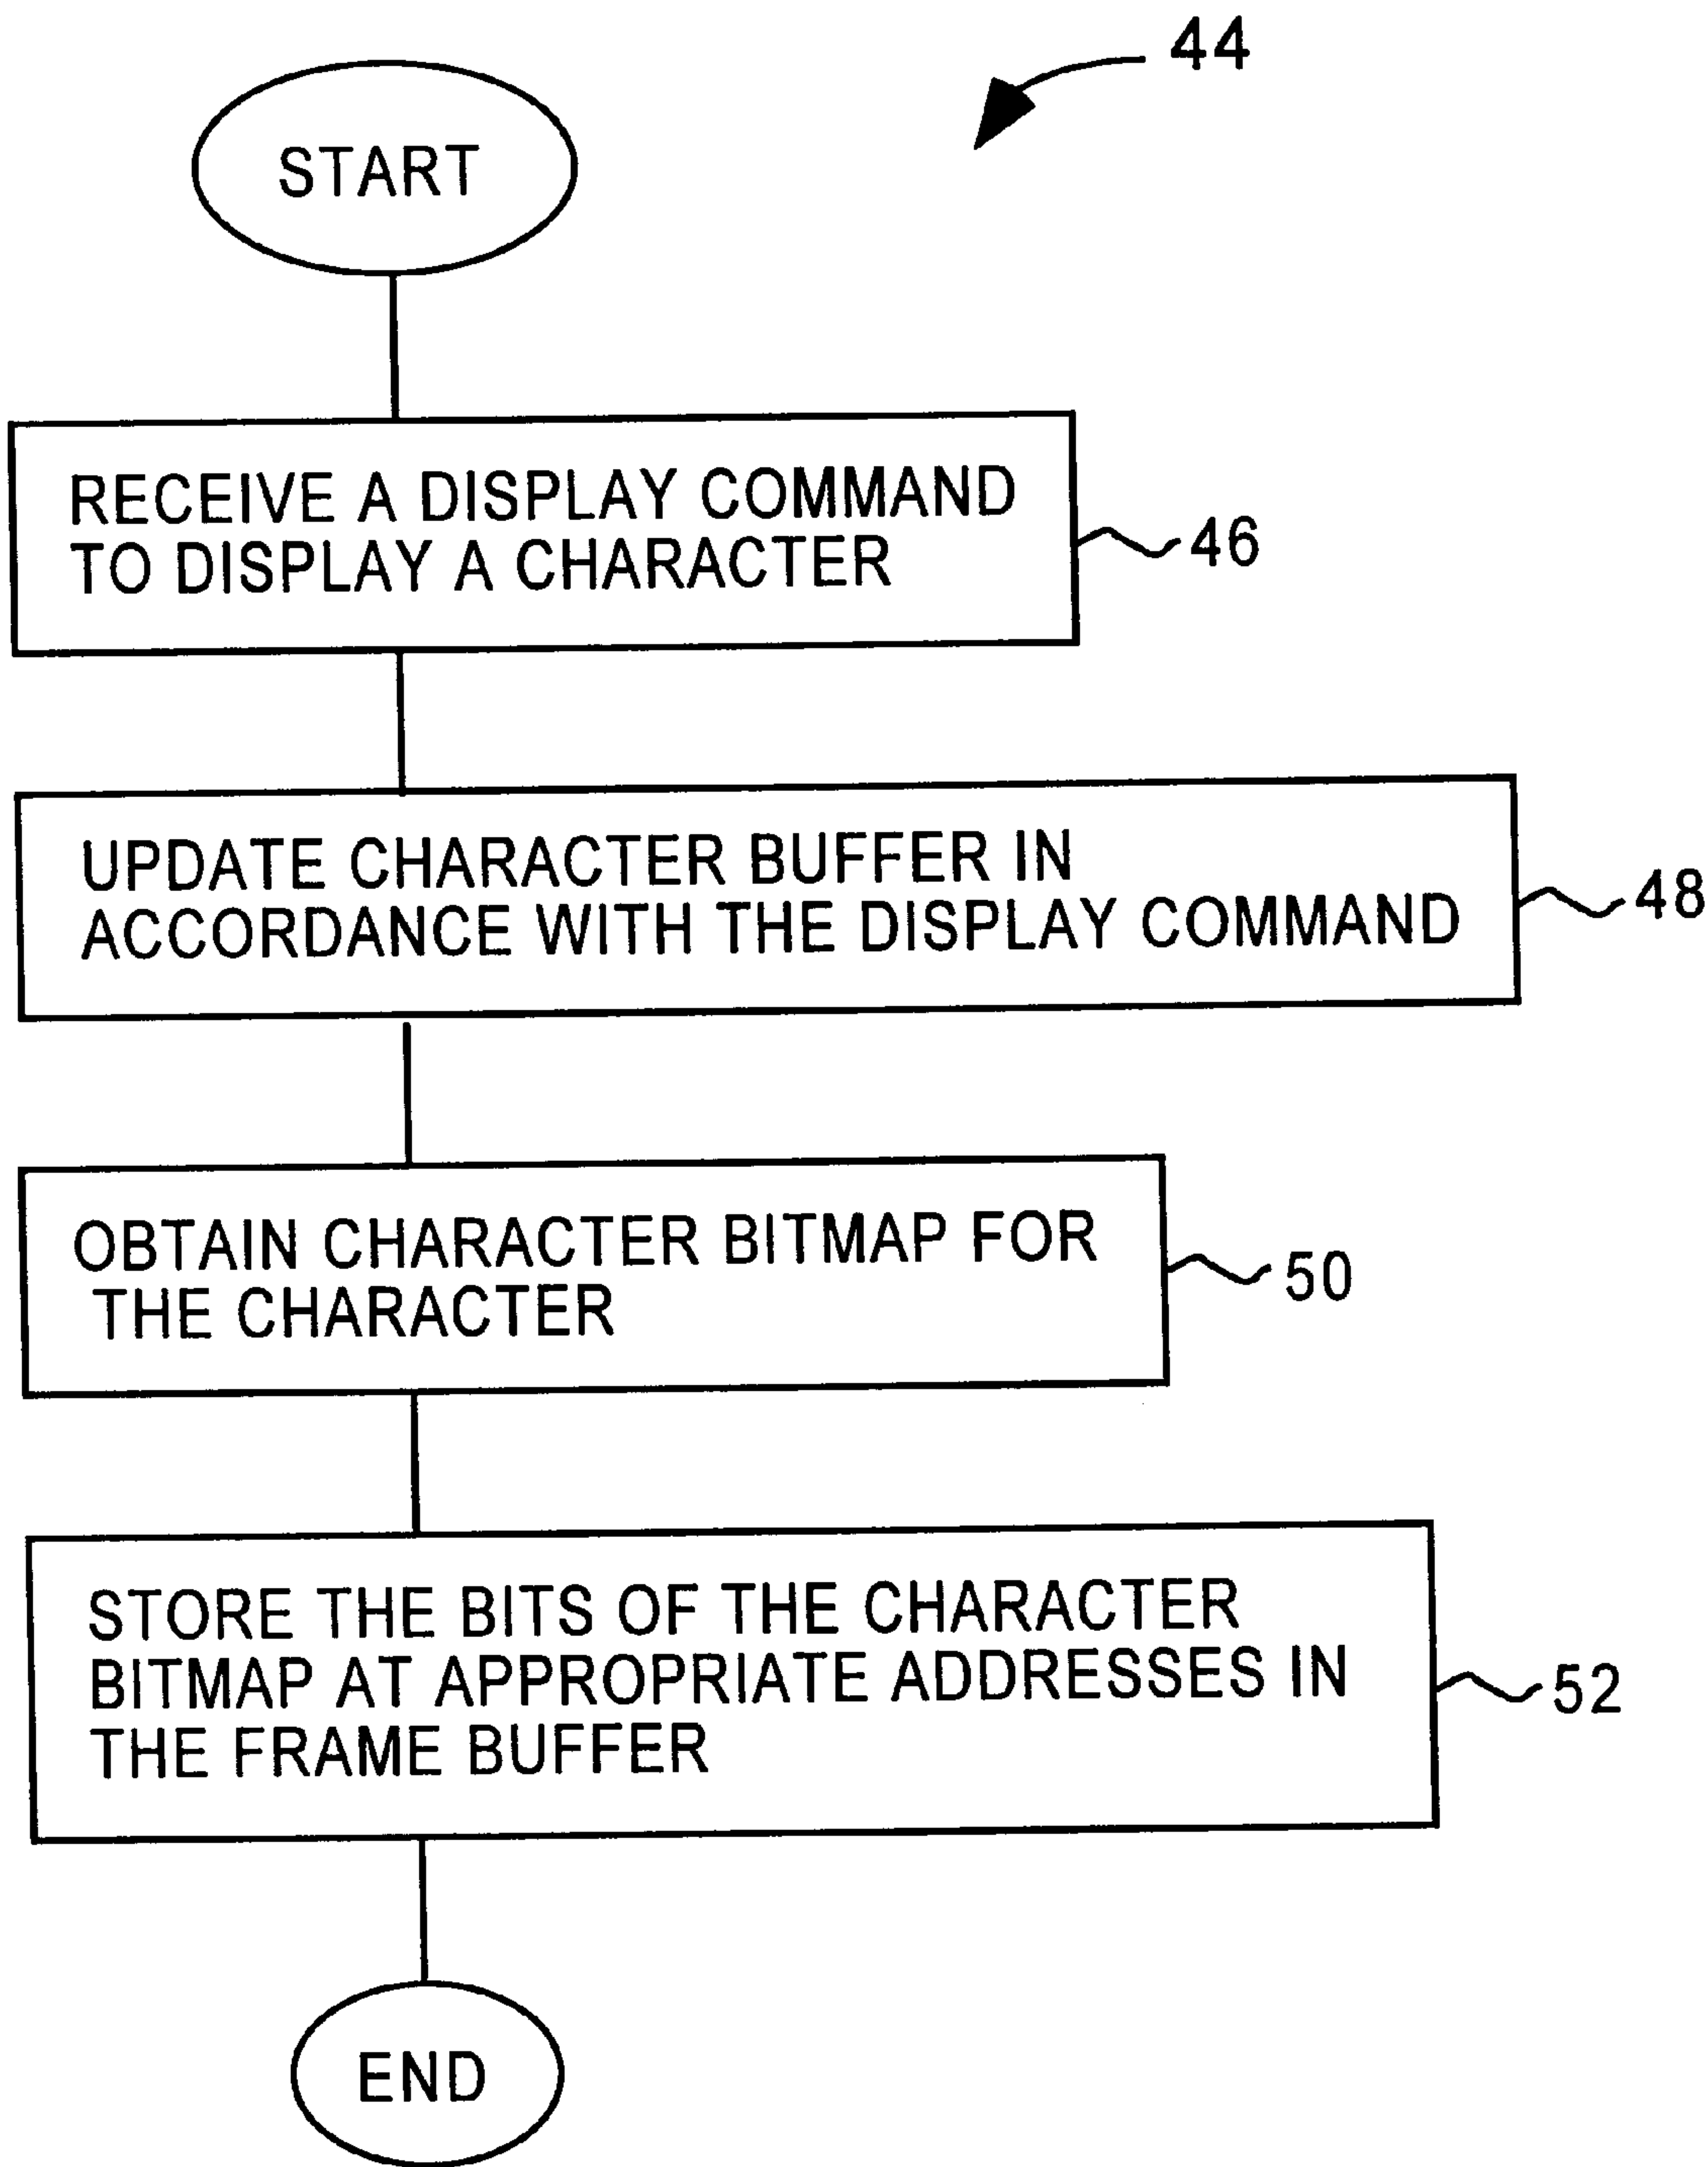 44
START
RECEIVE A DISPLAY COMMAND
TO DISPLAY A CHARACTER
46
UPDATE CHARACTER BUFFER IN
ACCORDANCE WITH THE DISPLAY COMMAND
48
OBTAIN CHARACTER BITMAP FOR
THE CHARACTER
50
STORE THE BITS OF THE CHARACTER
BITMAP AT APPROPRIATE ADDRESSES IN
THE FRAME BUFFER
52
END